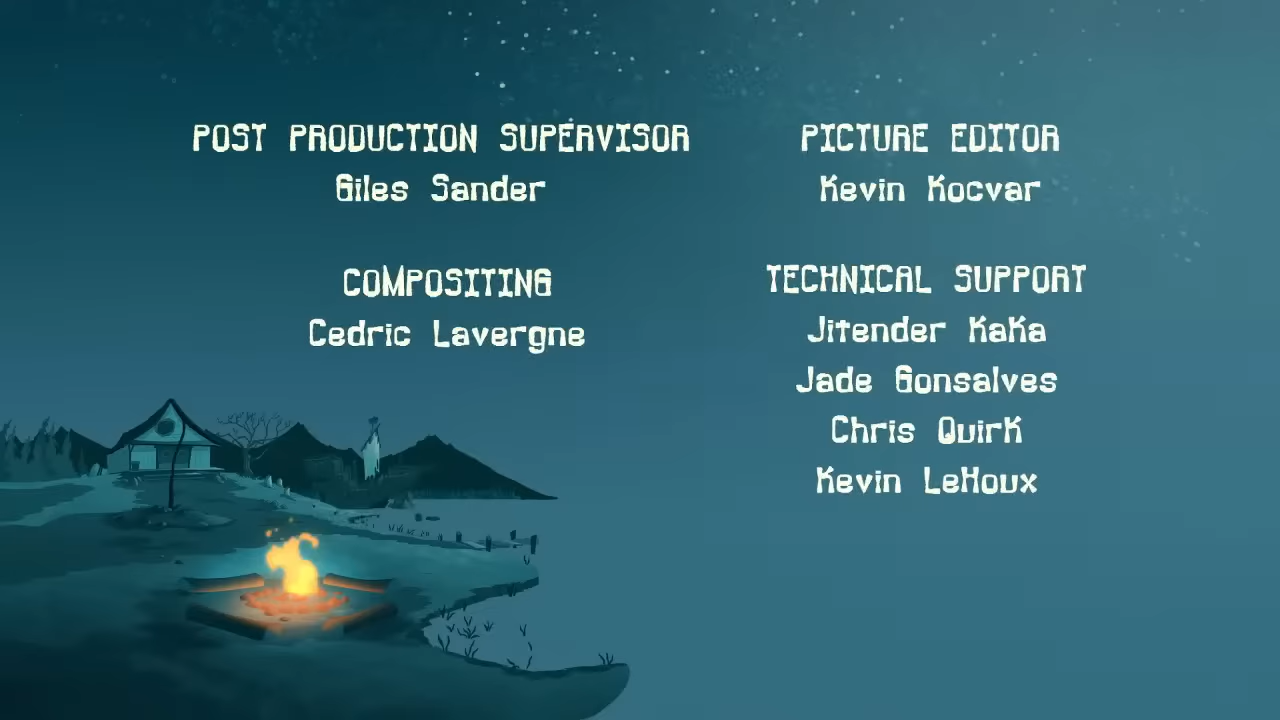 POST PRODUCTION SUPERVISOR
Giles Sander
COMPOSITING
Cedric Lavergne
PICTURE EDITOR
Kevin Kocvar
TECHNICAL SUPPORT
Jitender KaKa
Jade Gonsalves
Chris QuirK
Kevin LeHoux